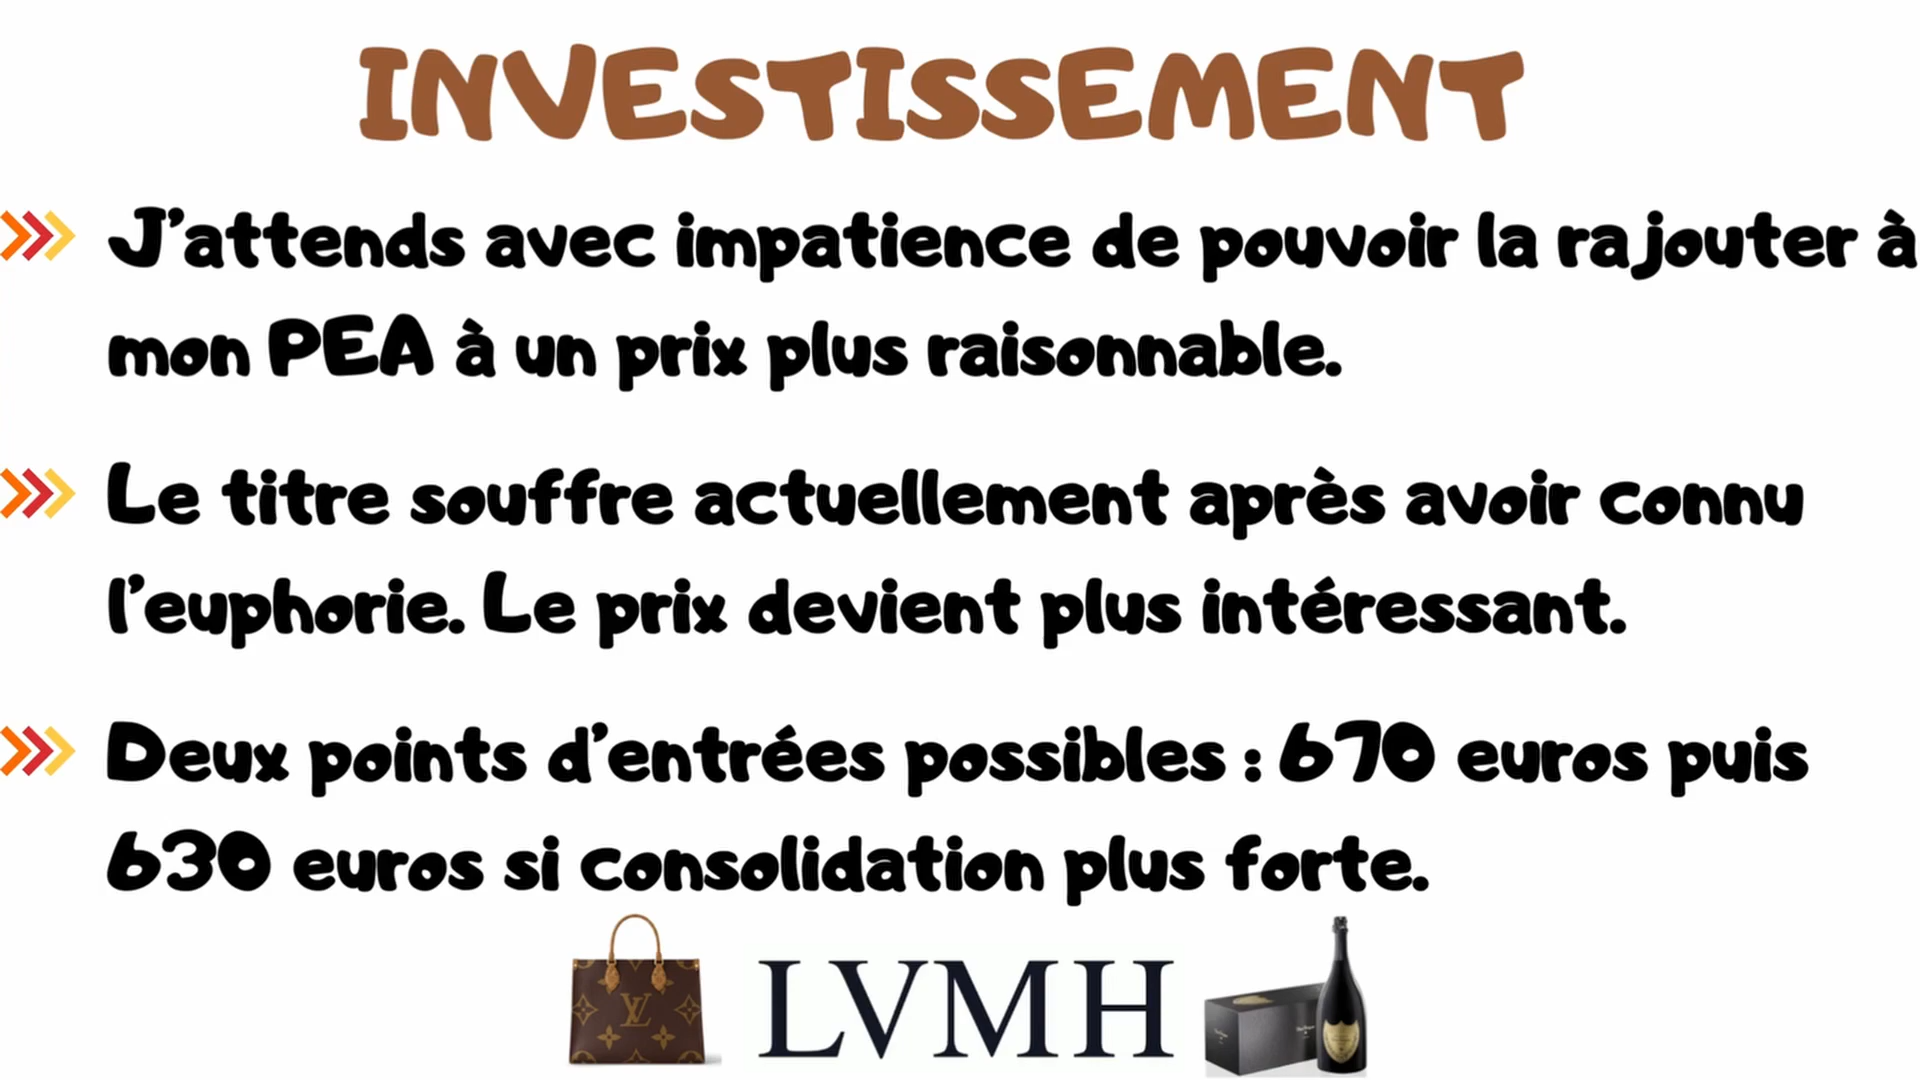 INVESTISSEMENT
J'attends avec impatience de pouvoir la rajouter à
mon PEA à un prix plus raisonnable.
Le titre souffre actuellement après avoir connu
l'euphorie. Le prix devient plus intéressant.
Deux points d'entrées possibles : 670 euros puis
630 euros si consolidation plus forte.
LV
LVMH